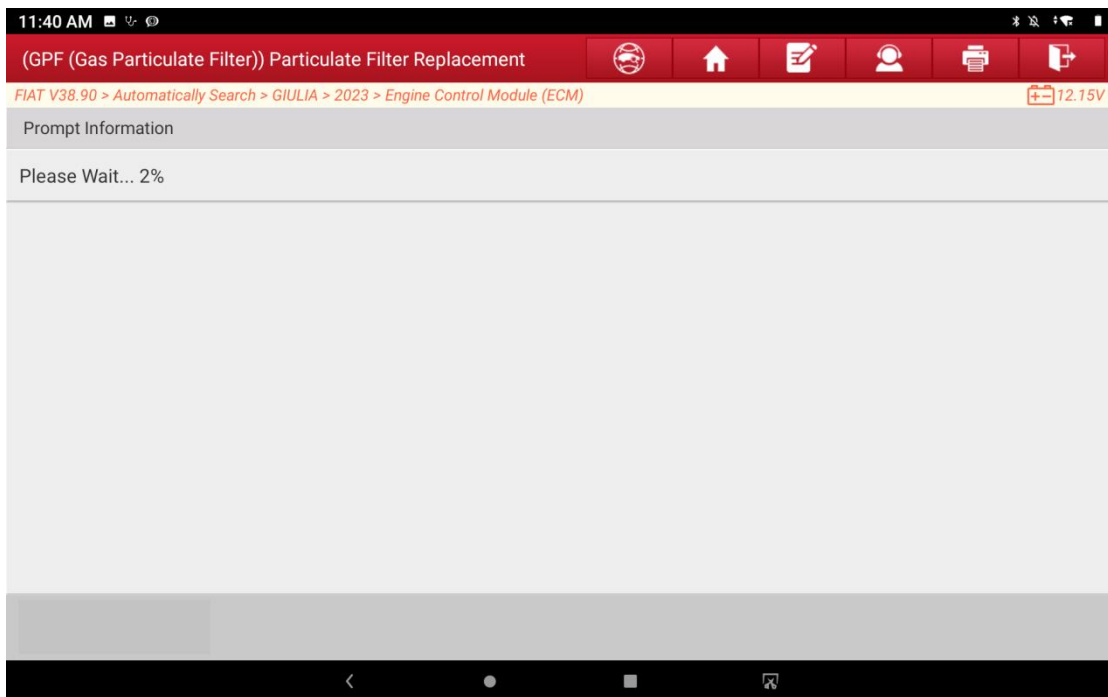 11:40 AM
(GPF (Gas Particulate Filter)) Particulate Filter Replacement
FIAT V38.90 > Automatically Search > GIULIA > 2023 > Engine Control Module (ECM)
12.15V
Prompt Information
Please Wait... 2%